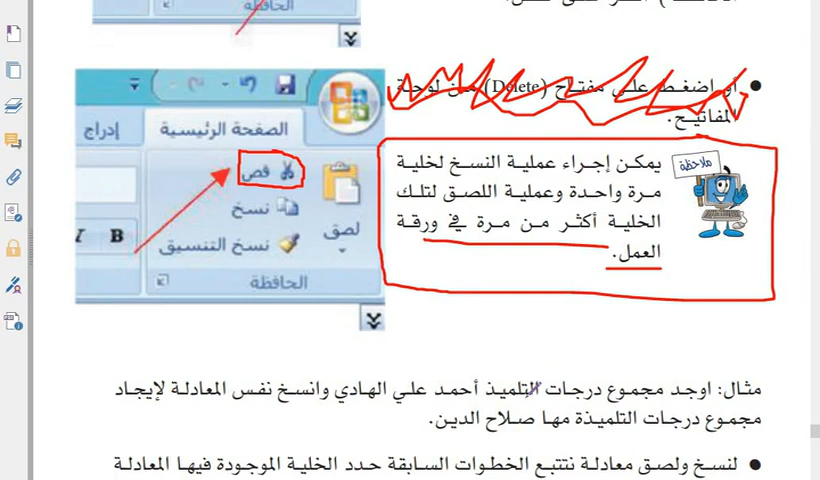 الحافظة
• أو اضغط على مفتاح (Delete) من لوحة
المفاتيح.
الصفحة الرئيسية
إدراج
قص
نسخ
نسخ التنسيق
لصق
B
الحافظة
ملاحظة
يمكن إجراء عملية النسخ لخلية
مرة واحدة وعملية اللصق لتلك
الخلية أكثر من مرة في ورقة
العمل.
مثال: اوجد مجموع درجات التلميذ أحمد علي الهادي وانسخ نفس المعادلة لإيجاد
مجموع درجات التلميذة مها صلاح الدين.
• لنسخ ولصق معادلة نتتبع الخطوات السابقة حدد الخلية الموجودة فيها المعادلة